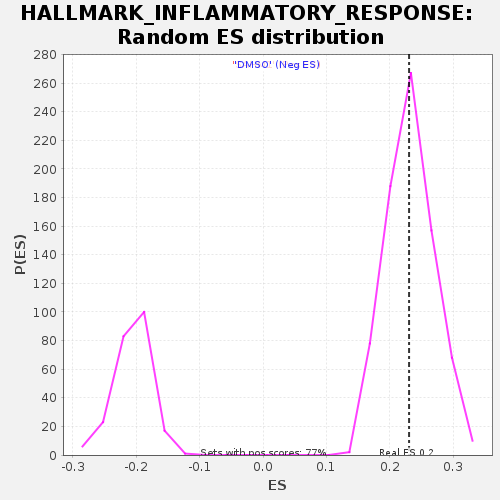 HALLMARK_INFLAMMATORY_RESPONSE:
Random ES distribution
"DMSO" (Neg ES)
280
260
240
220
200
180
160
140
120
100
80
60
40
20
0
P(ES)
Sets with pos scores: 77%
Real ES 0.2
-0.3 -0.2 -0.1 0.0 0.1 0.2 0.3
ES